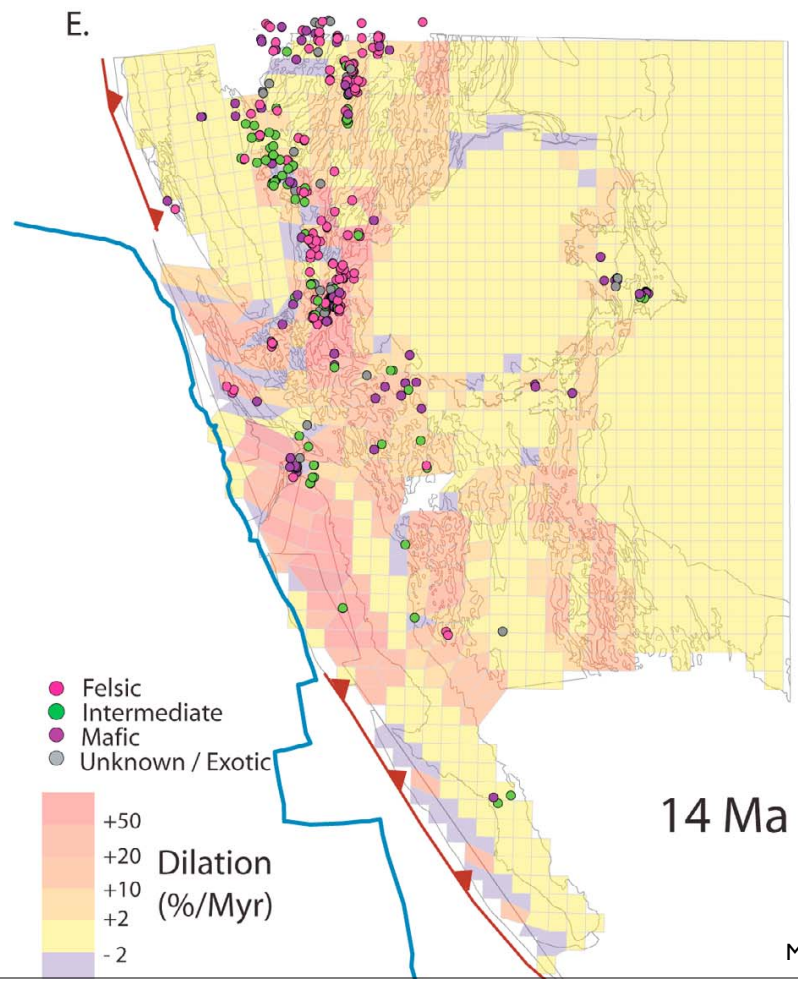 E.
Felsic
Intermediate
Mafic
Unknown / Exotic
+50
+20
+10
+2
- 2
Dilation
(%/Myr)
14 Ma
M